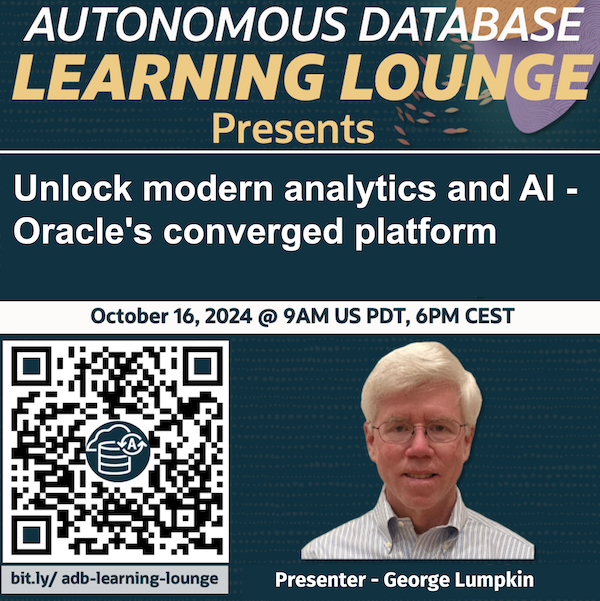 AUTONOMOUS DATABASE
LEARNING LOUNGE
Presents
Unlock modern analytics and AI -
Oracle's converged platform
October 16, 2024 @ 9AM US PDT, 6PM CEST
A
bit.ly/ adb-learning-lounge
Presenter - George Lumpkin